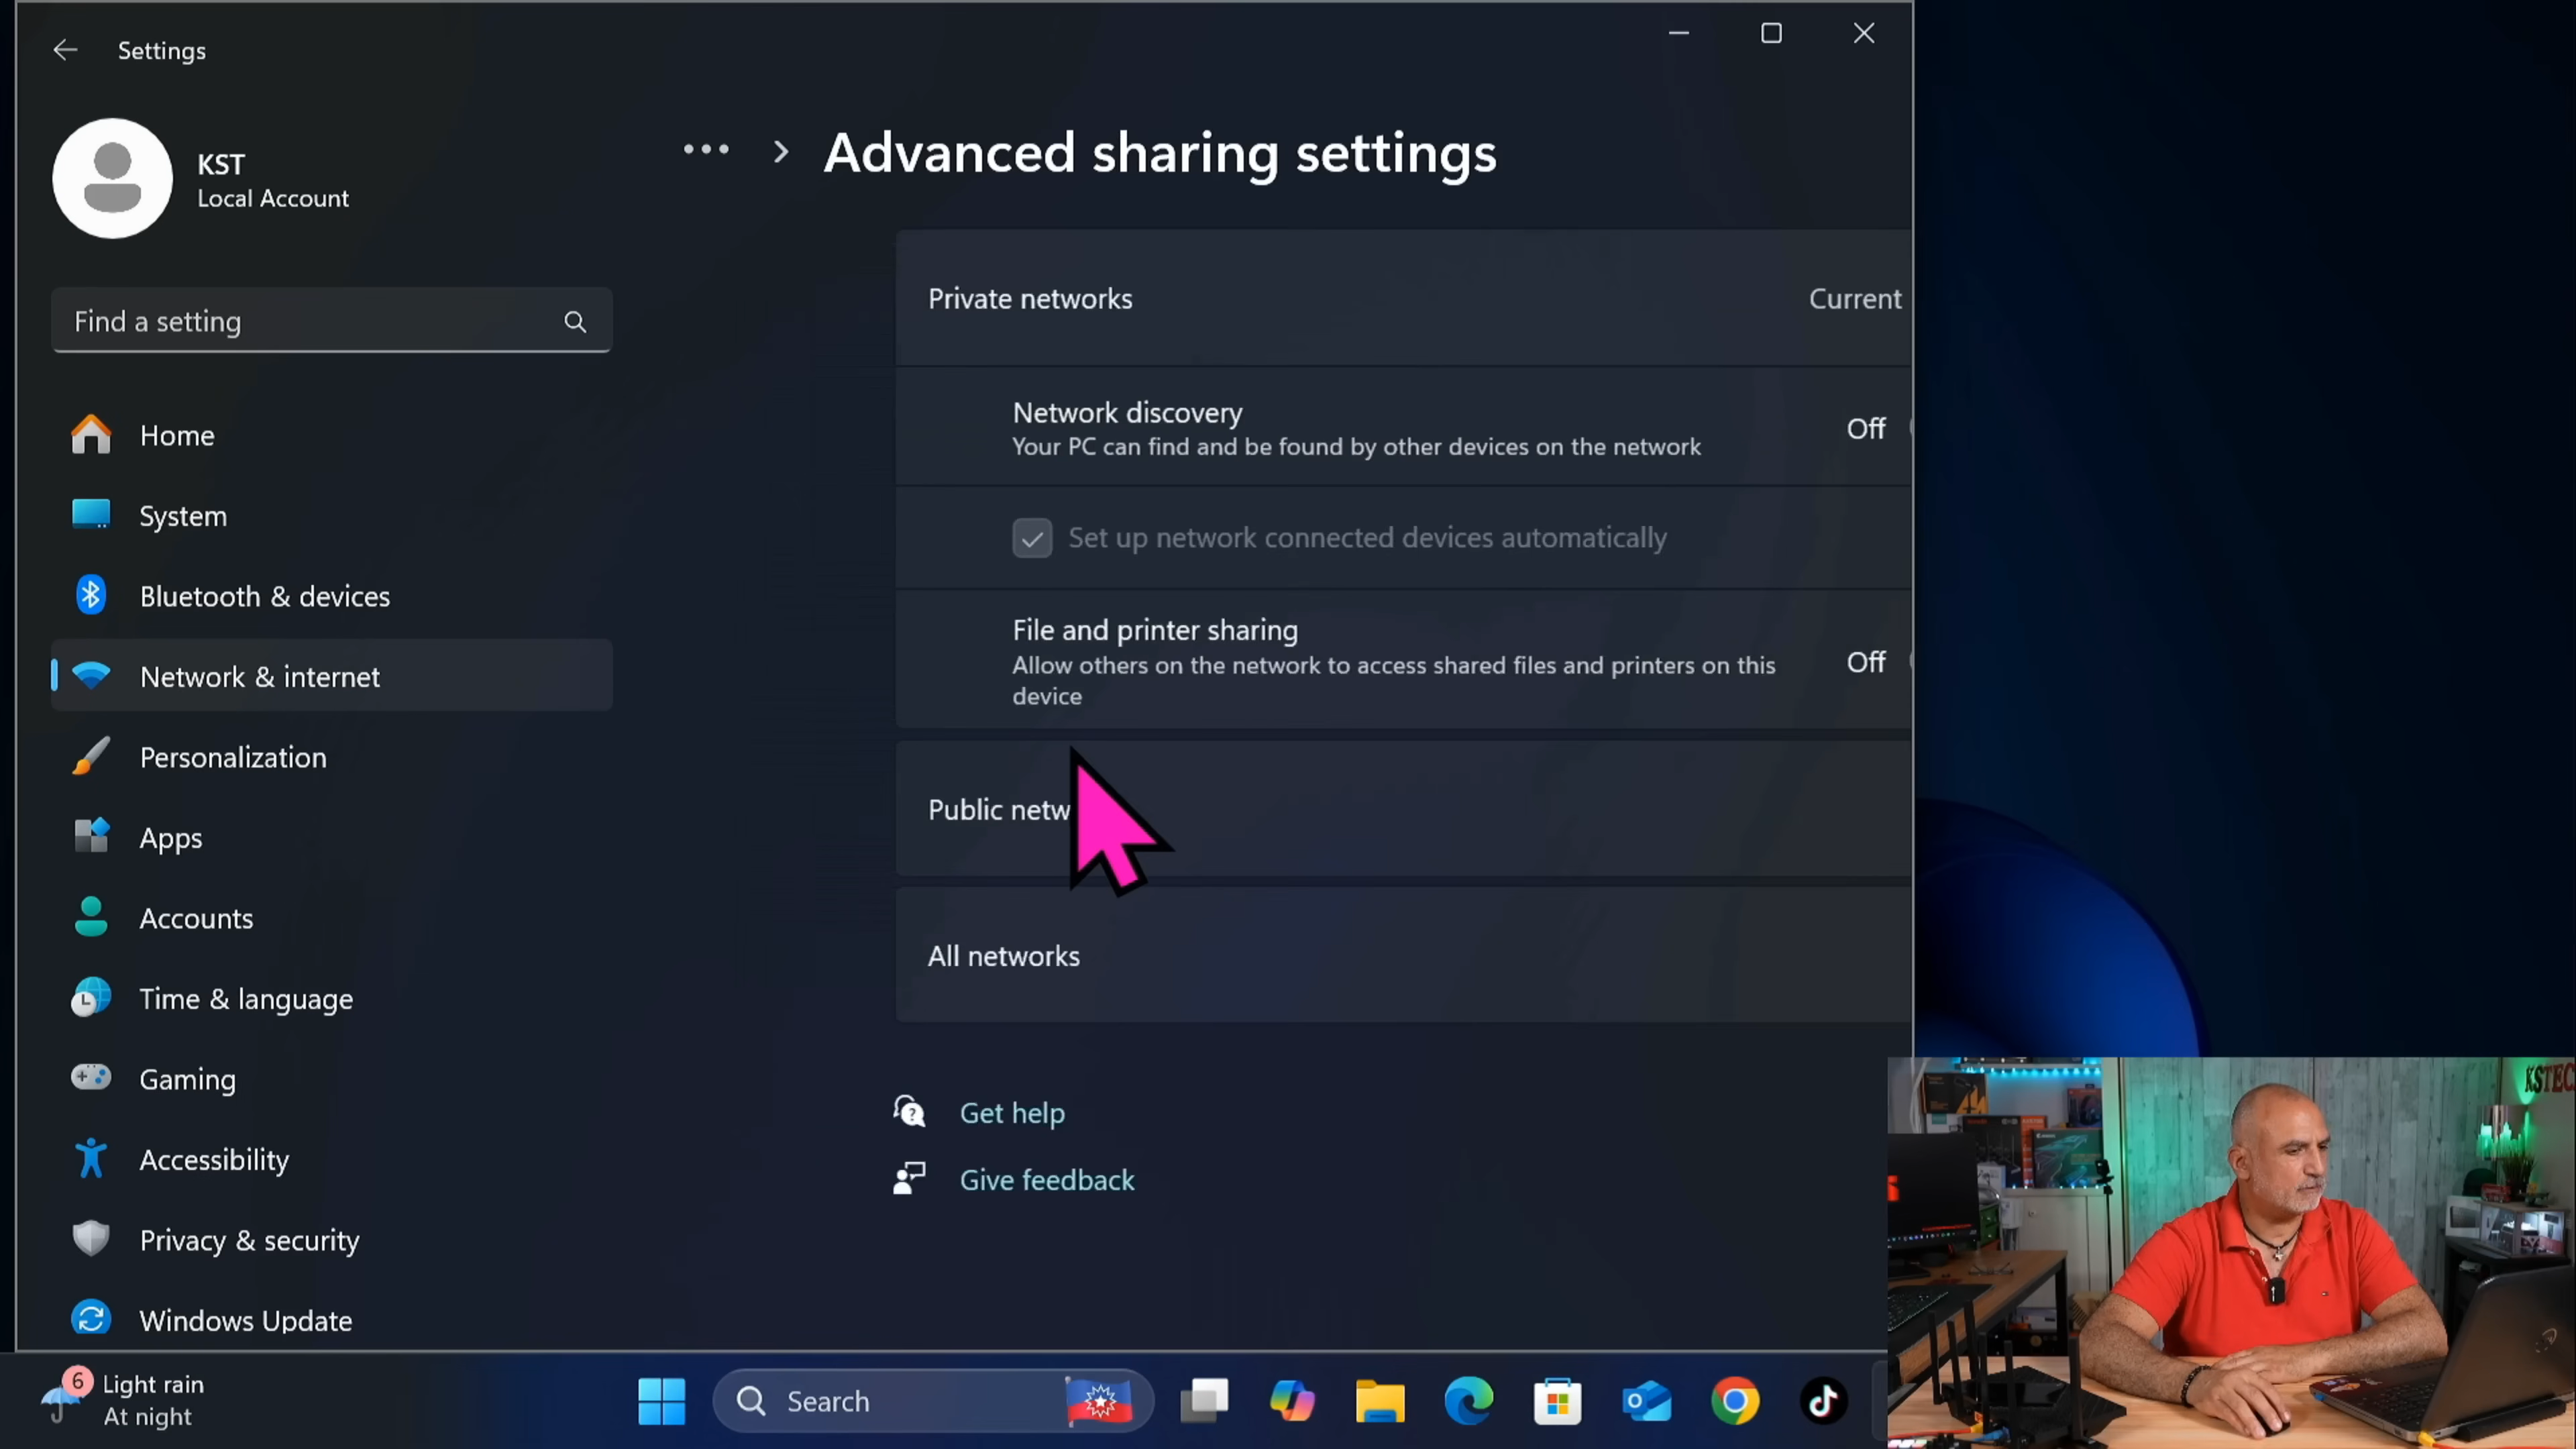 Settings
KST
Local Account
Find a setting
Home
System
Bluetooth & devices
Network & internet
Personalization
Apps
Accounts
Time & language
Gaming
Accessibility
Privacy & security
Windows Update
Advanced sharing settings
Private networks
Current
Network discovery
Off
Your PC can find and be found by other devices on the network
Set up network connected devices automatically
File and printer sharing
Off
Allow others on the network to access shared files and printers on this
device
Public netw
All networks
Get help
Give feedback
KSTEC
6
Light rain
At night
Search